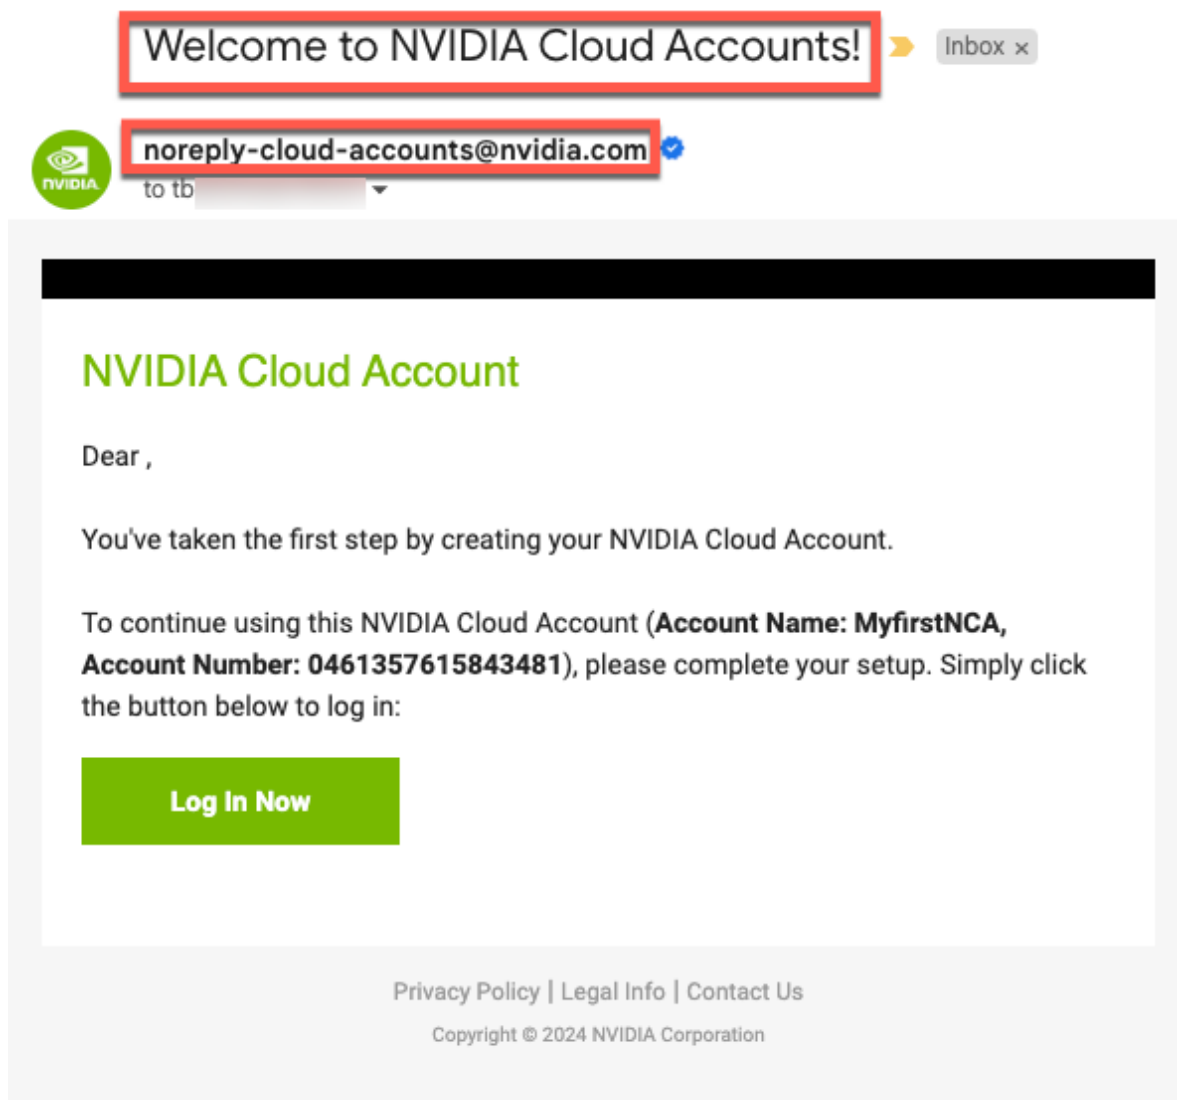 Welcome to NVIDIA Cloud Accounts!
Inbox ×
noreply-cloud-accounts@nvidia.com
NVIDIA.
to tb
NVIDIA Cloud Account
Dear ,
You've taken the first step by creating your NVIDIA Cloud Account.
To continue using this NVIDIA Cloud Account (Account Name: MyfirstNCA,
Account Number: 0461357615843481), please complete your setup. Simply click
the button below to log in:
Log In Now
Privacy Policy | Legal Info | Contact Us
Copyright © 2024 NVIDIA Corporation